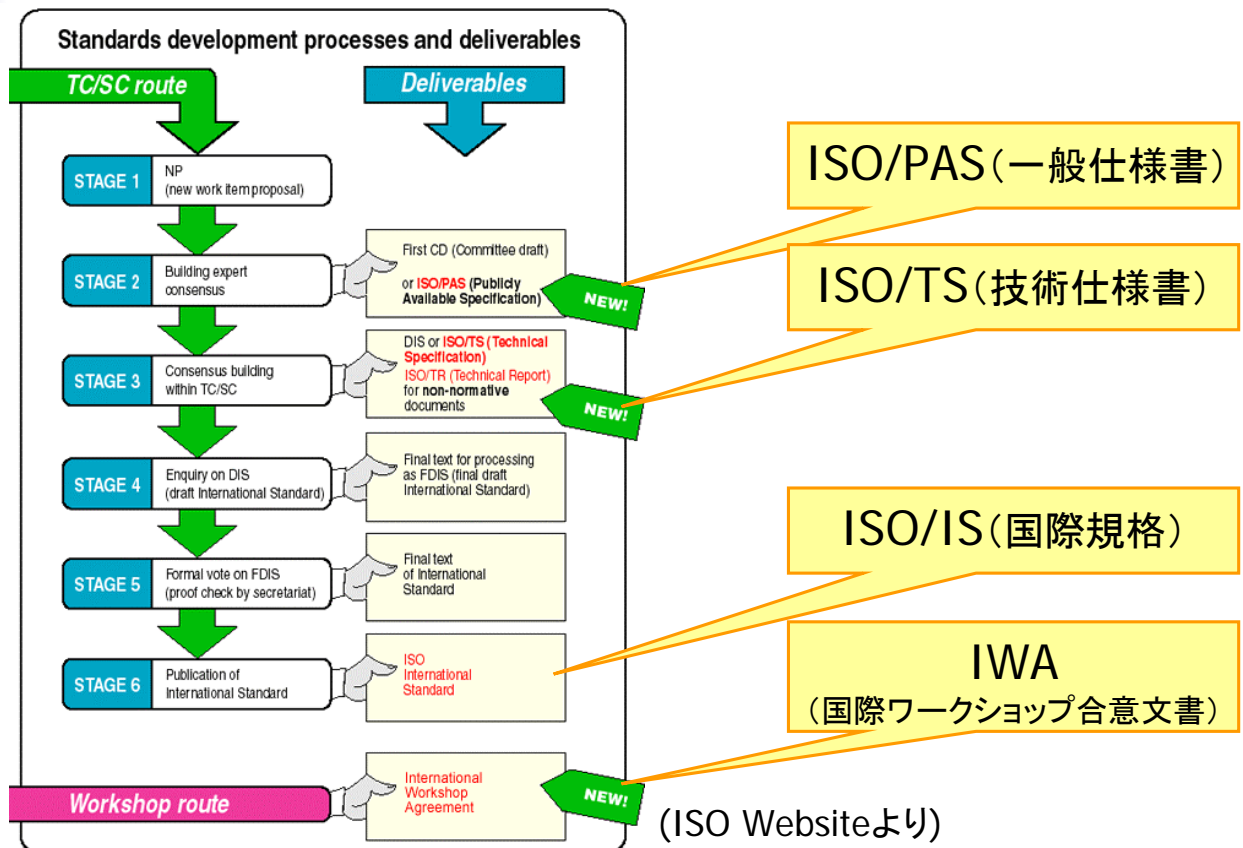 Standards development processes and deliverables
TC/SC route
Deliverables
STAGE 1
NP
(new work item proposal)
STAGE 2
Building expert
consensus
First CD (Committee draft)
or ISO/PAS (Publicly
Available Specification)
NEW!
STAGE 3
Consensus building
within TC/SC
DIS or ISO/TS (Technical
Specification)
ISO/TR (Technical Report)
for non-normative
documents
NEW!
STAGE 4
Enquiry on DIS
(draft International Standard)
Final text for processing
as FDIS (final draft
International Standard)
STAGE 5
Formal vote on FDIS
(proof check by secretariat)
Final text
of International
Standard
STAGE 6
Publication of
International Standard
ISO
International
Standard
Workshop route
International
Workshop
Agreement
NEW!
ISO/PAS(一般仕様書)
ISO/TS(技術仕様書)
ISO/IS(国際規格)
IWA
(国際ワークショップ合意文書)
(ISO Websiteより)